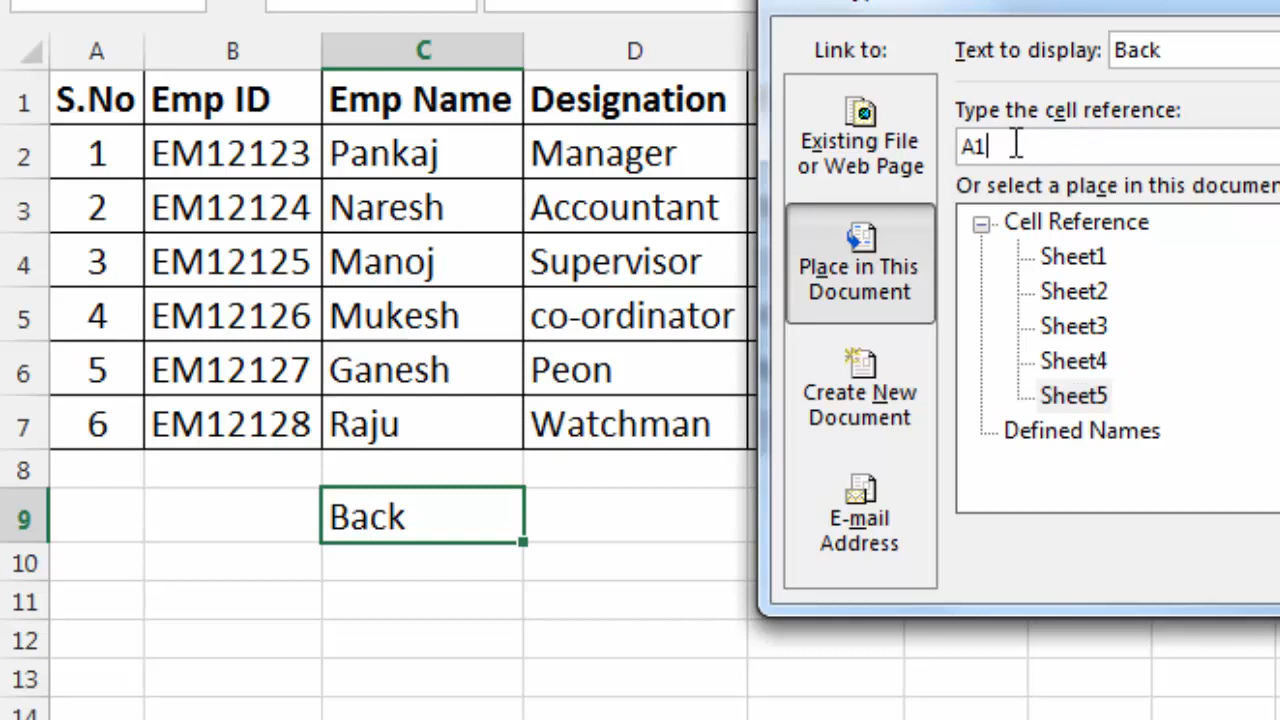 A B C D
1 S.No Emp ID Emp Name Designation
2 1 EM12123 Pankaj Manager
3 2 EM12124 Naresh Accountant
4 3 EM12125 Manoj Supervisor
5 4 EM12126 Mukesh co-ordinator
6 5 EM12127 Ganesh Peon
7 6 EM12128 Raju Watchman
8
9 Back
10
11
12
13
14
Link to:
Existing File
or Web Page
Place in This
Document
Create New
Document
E-mail
Address
Text to display: Back
Type the cell reference:
A1
Or select a place in this documen
Cell Reference
Sheet1
Sheet2
Sheet3
Sheet4
Sheet5
Defined Names